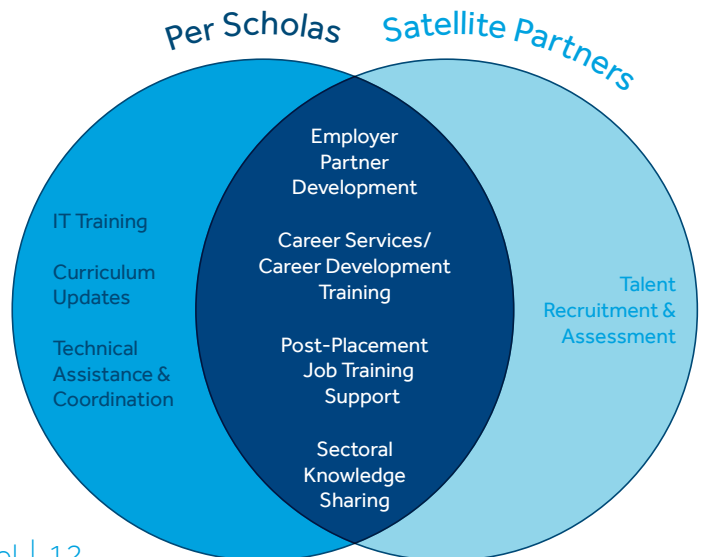 Per Scholas
Satellite Partners
IT Training
Curriculum
Updates
Technical
Assistance &
Coordination
Employer
Partner
Development
Career Services/
Career Development
Training
Post-Placement
Job Training
Support
Sectoral
Knowledge
Sharing
Talent
Recruitment &
Assessment
| 12